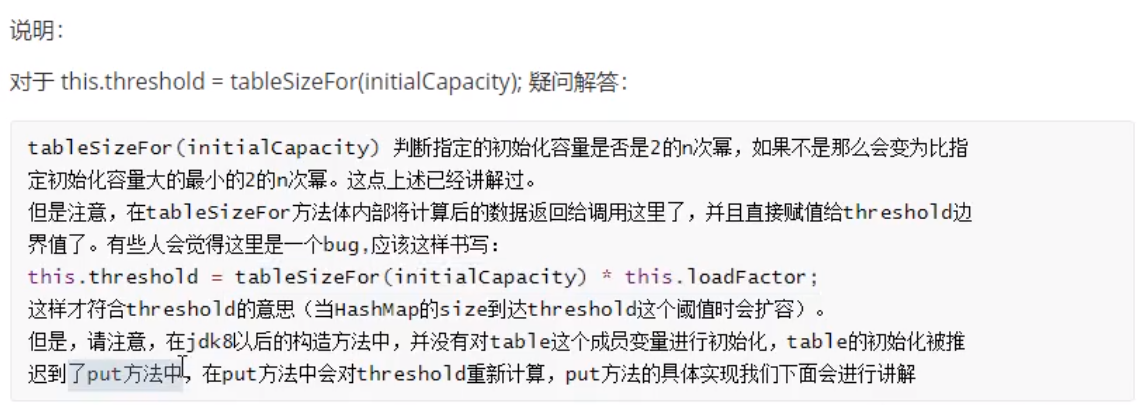 说明：
对于 this.threshold = tableSizeFor(initialCapacity); 疑问解答：
tableSizeFor(initialCapacity) 判断指定的初始化容量是否是2的n次幂，如果不是那么会变为比指
定初始化容量大的最小的2的n次幂。这点上述已经讲解过。
但是注意，在tableSizeFor方法体内部将计算后的数据返回给调用这里了，并且直接赋值给threshold边
界值了。有些人会觉得这里是一个bug,应该这样书写：
this.threshold = tableSizeFor(initialCapacity) * this.loadFactor;
这样才符合threshold的意思（当HashMap的size到达threshold这个阈值时会扩容）。
但是，请注意，在jdk8以后的构造方法中，并没有对table这个成员变量进行初始化，table的初始化被推
迟到了put方法中，在put方法中会对threshold重新计算，put方法的具体实现我们下面会进行讲解